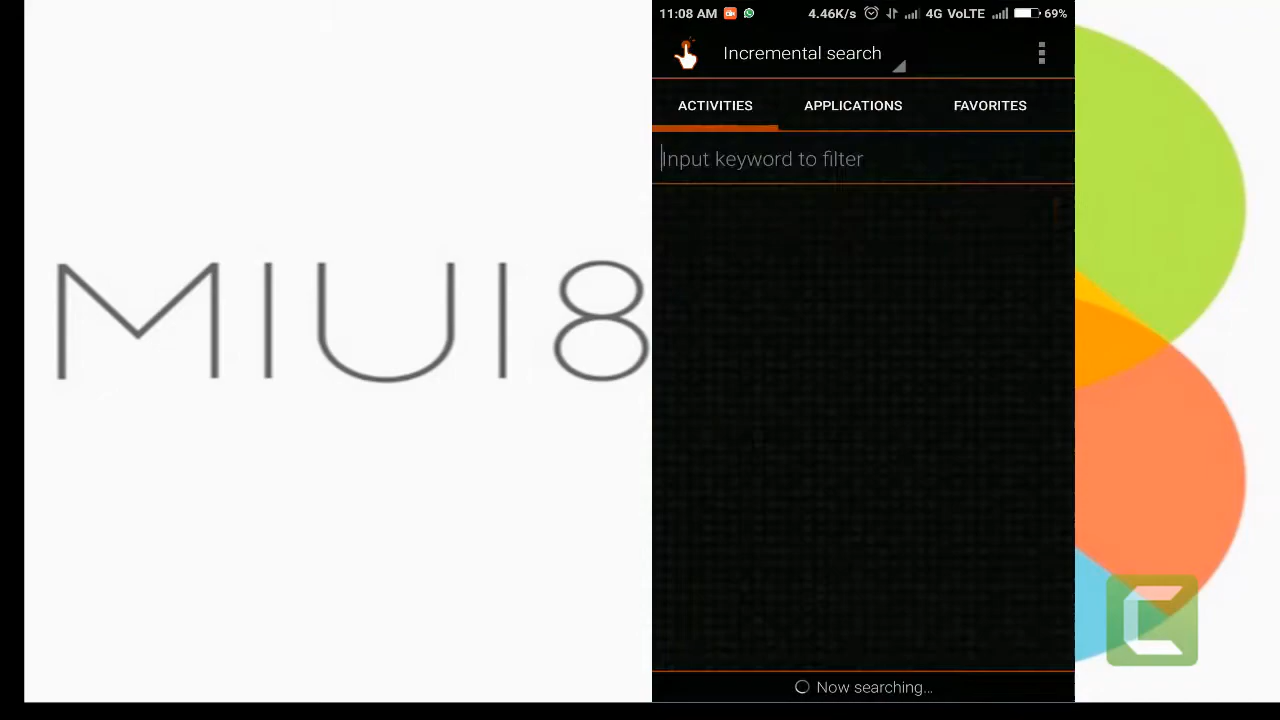 MIUI8
11:08 AM 4.46K/s 4G VoLTE 69%
Incremental search
ACTIVITIES APPLICATIONS FAVORITES
Input keyword to filter
Now searching...